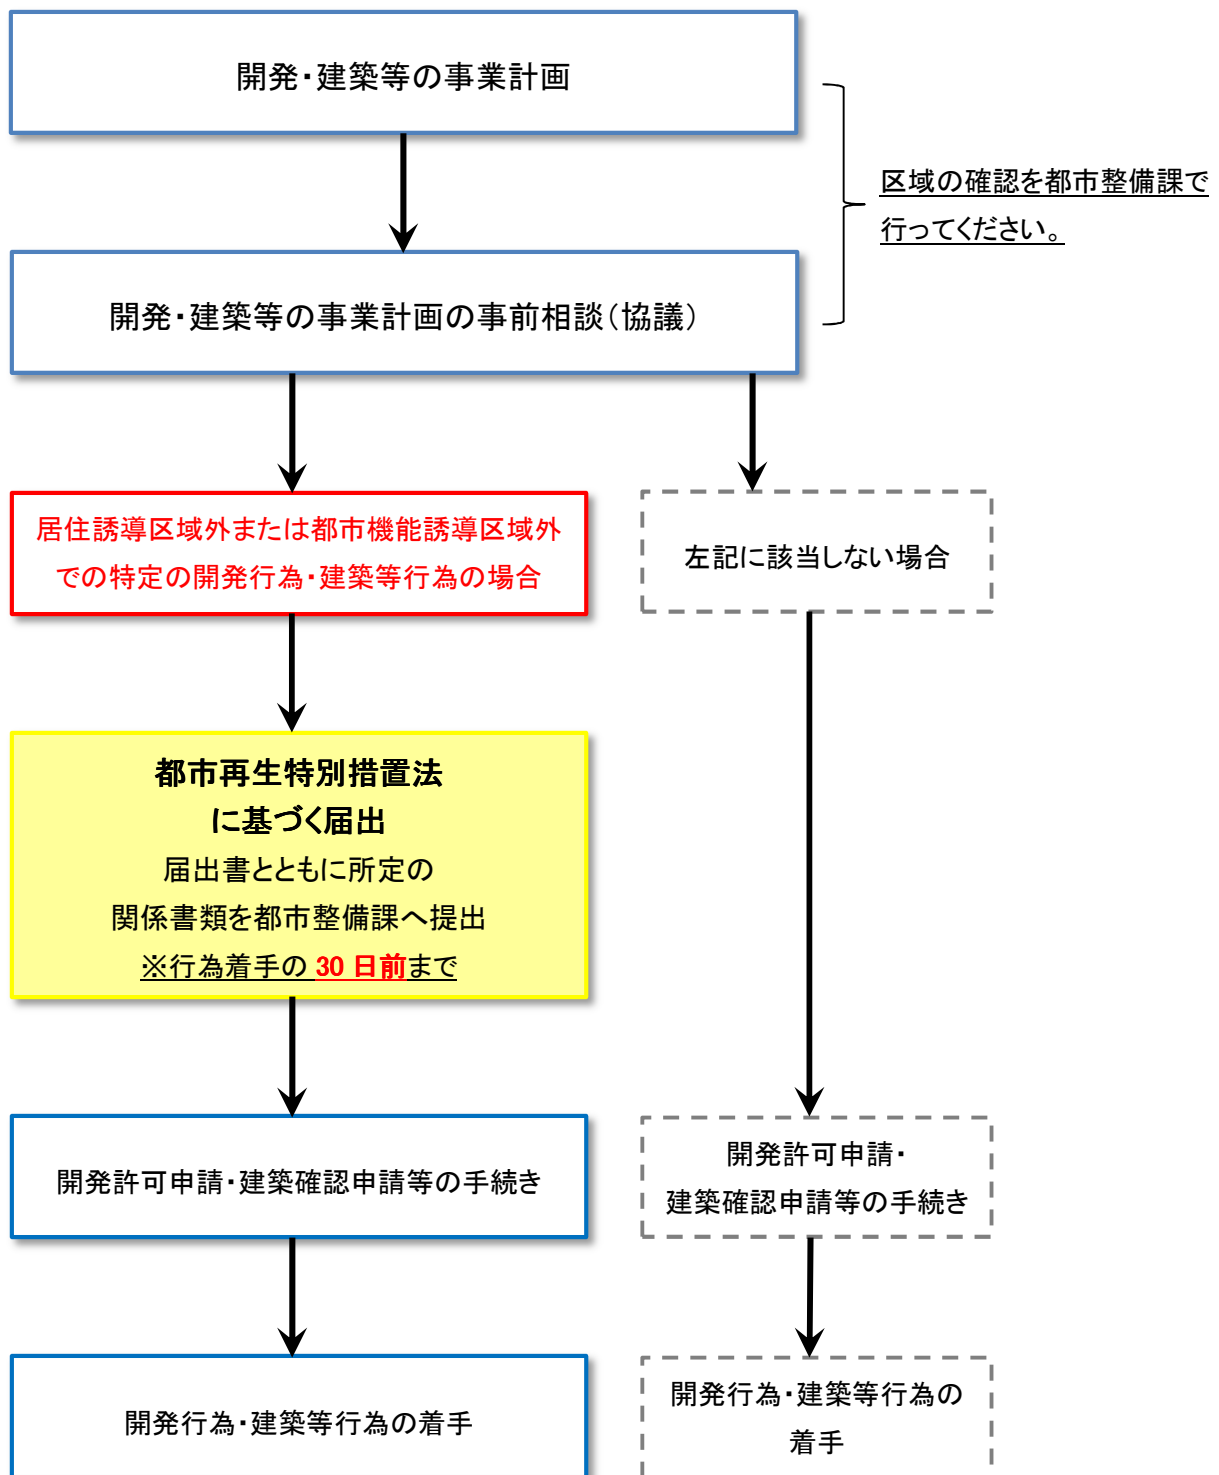 開発・建築等の事業計画
区域の確認を都市整備課で
行ってください。
開発・建築等の事業計画の事前相談（協議）
居住誘導区域外または都市機能誘導区域外
での特定の開発行為・建築等行為の場合
左記に該当しない場合
都市再生特別措置法
に基づく届出
届出書とともに所定の
関係書類を都市整備課へ提出
※行為着手の 30 日前まで
開発許可申請・建築確認申請等の手続き
開発許可申請・
建築確認申請等の手続き
開発行為・建築等行為の着手
開発行為・建築等行為の
着手